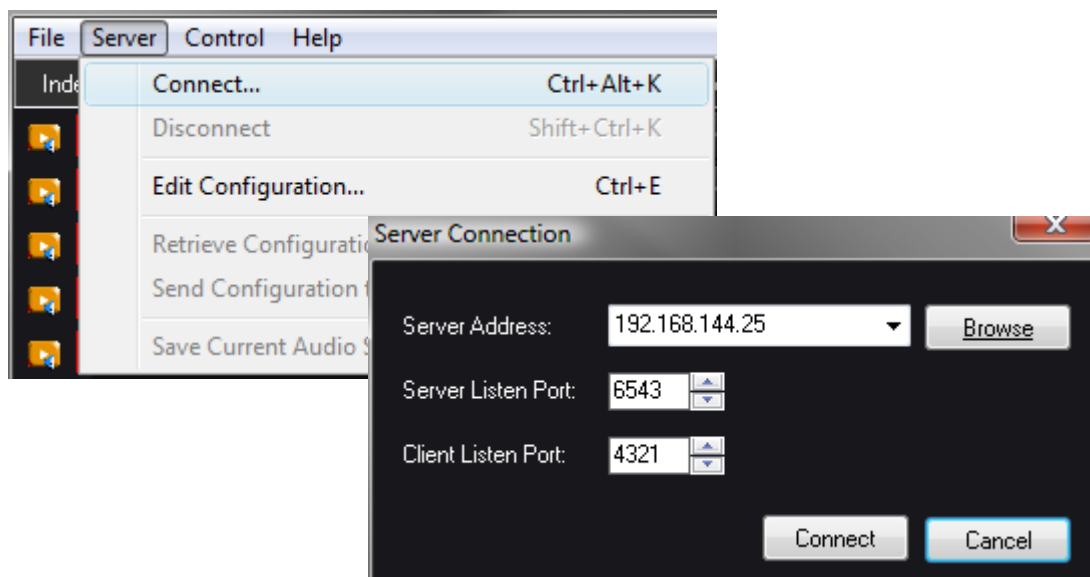 File Server Control Help
Inde
Connect... Ctrl+Alt+K
Disconnect Shift+Ctrl+K
Edit Configuration... Ctrl+E
Retrieve Configuratio
Send Configuration t
Save Current Audio S
Server Connection
Server Address: 192.168.144.25 Browse
Server Listen Port: 6543
Client Listen Port: 4321
Connect Cancel